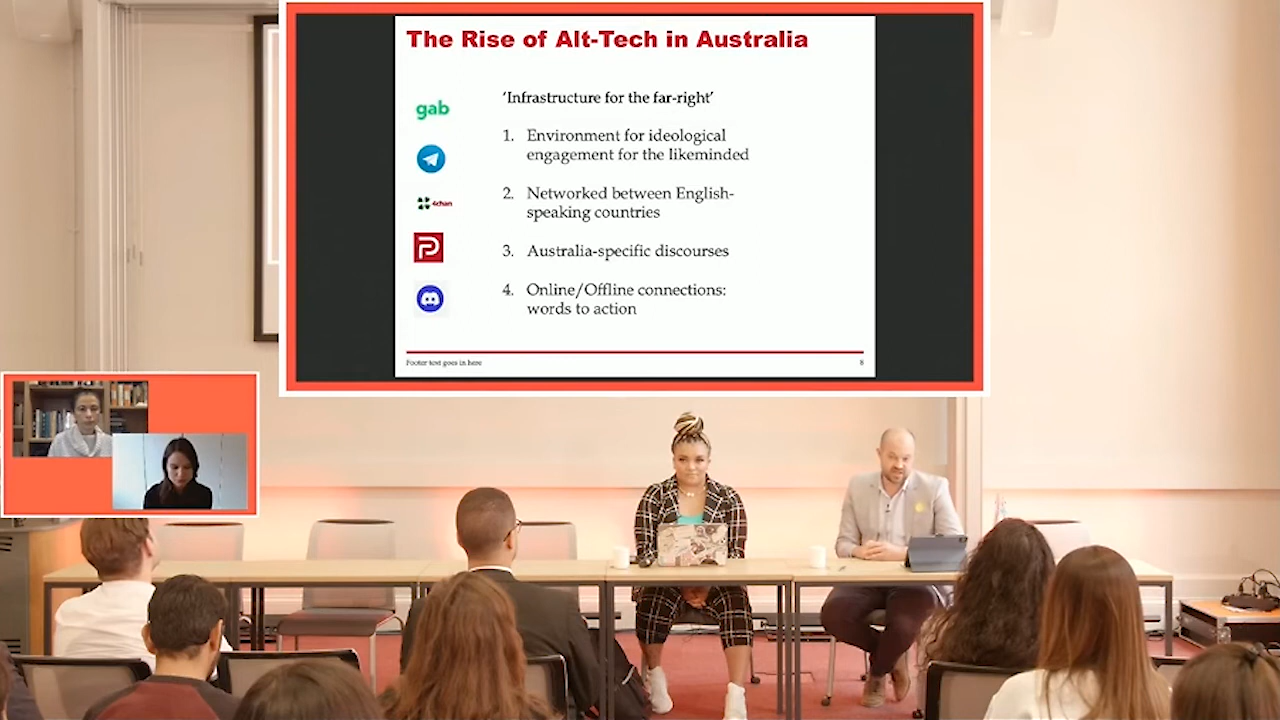 The Rise of Alt-Tech in Australia
gab
4chan
'Infrastructure for the far-right'
1. Environment for ideological
engagement for the likeminded
2. Networked between English-
speaking countries
3. Australia-specific discourses
4. Online/Offline connections:
words to action
Footer text goes in here
8